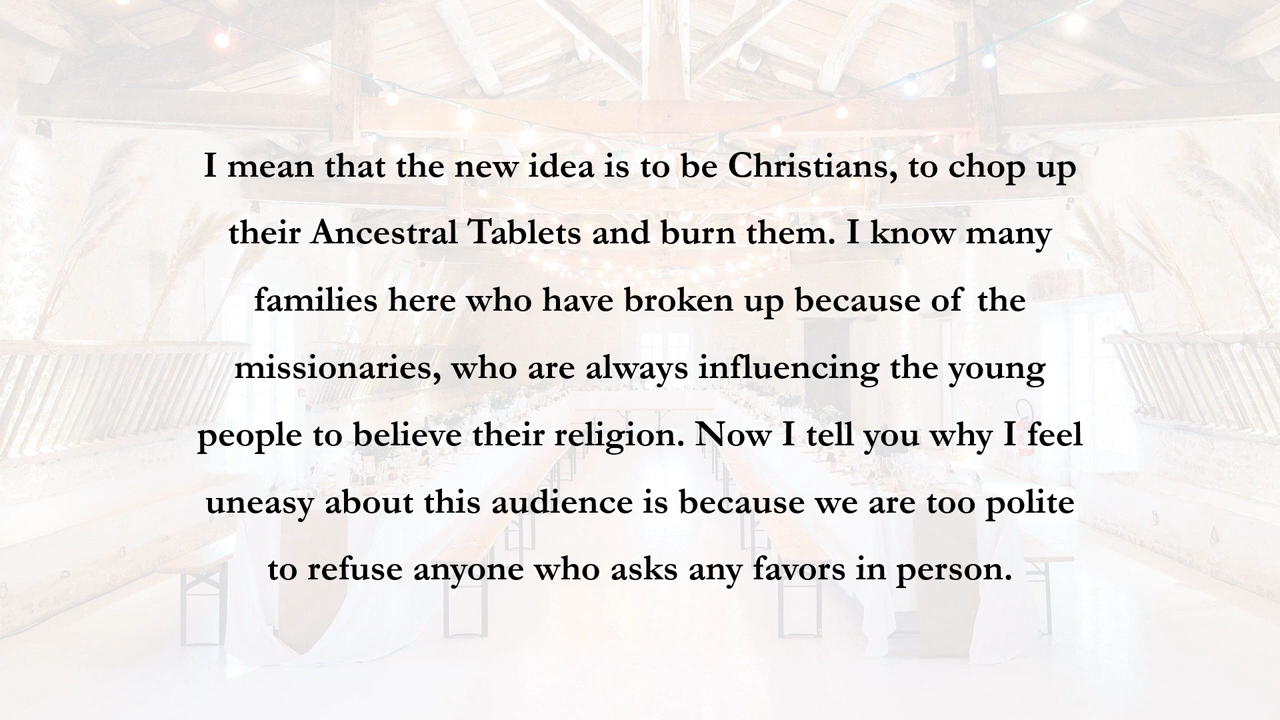 I mean that the new idea is to be Christians, to chop up
their Ancestral Tablets and burn them. I know many
families here who have broken up because of the
missionaries, who are always influencing the young
people to believe their religion. Now I tell you why I feel
uneasy about this audience is because we are too polite
to refuse anyone who asks any favors in person.